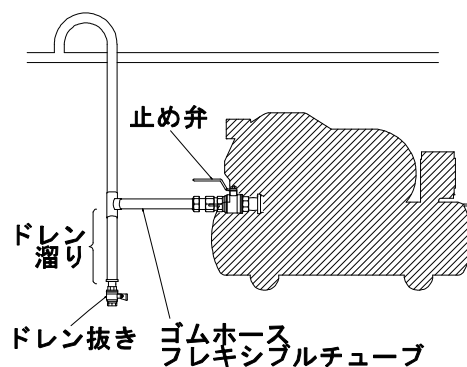 止め弁
ドレン
溜り
ドレン抜き
ゴムホース
フレキシブルチューブ